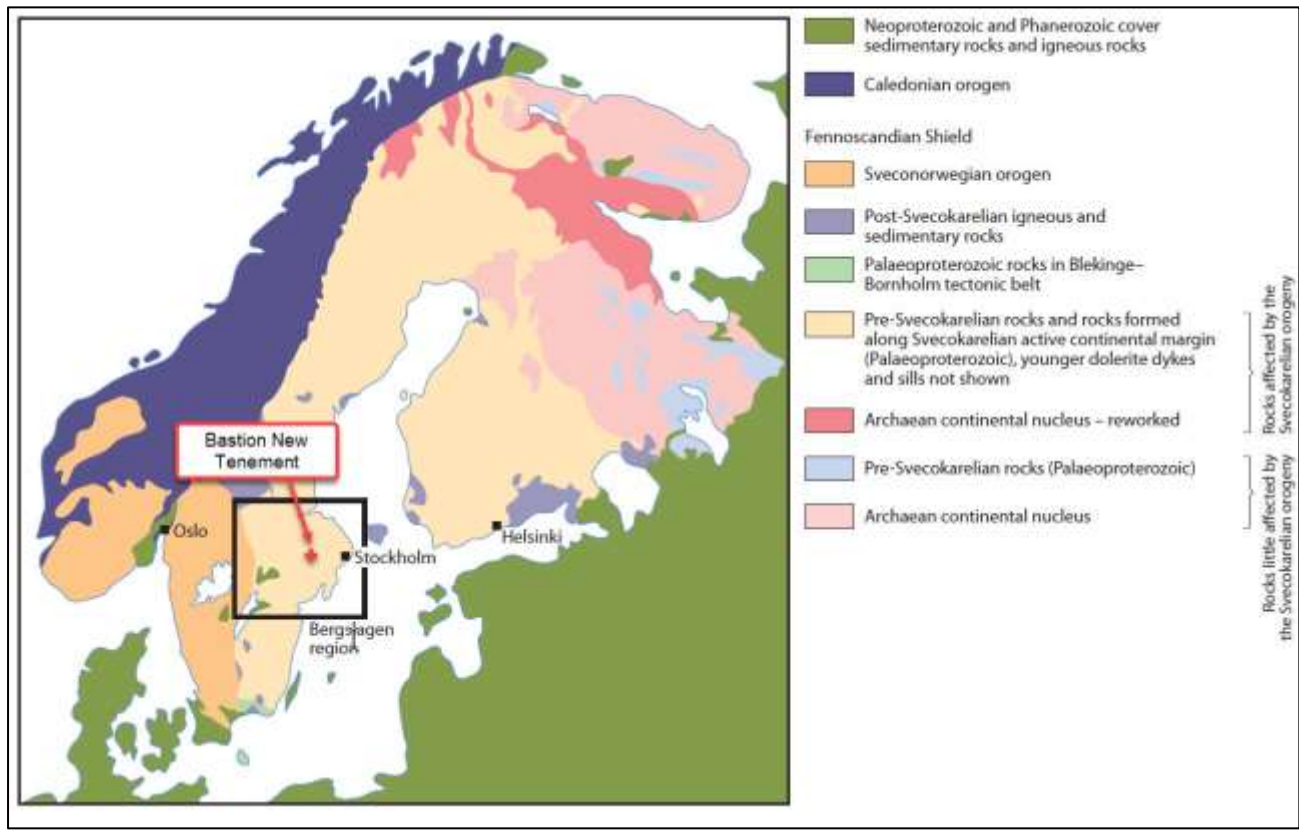 Neoproterozoic and Phanerozoic cover
sedimentary rocks and igneous rocks
Caledonian orogen
Fennoscandian Shield
Sveconorwegian orogen
Post-Svecokarelian igneous and
sedimentary rocks
Palaeoproterozoic rocks in Blekinge–
Bornholm tectonic belt
Pre-Svecokarelian rocks and rocks formed
along Svecokarelian active continental margin
(Palaeoproterozoic), younger dolerite dykes
and sills not shown
Archaean continental nucleus – reworked
Pre-Svecokarelian rocks (Palaeoproterozoic)
Archaean continental nucleus
Rocks affected by the
Svecokarelian orogeny
Rocks little affected by
the Svecokarelian orogeny
Bastion New
Tenement
Oslo
Stockholm
Helsinki
Bergslagen
region